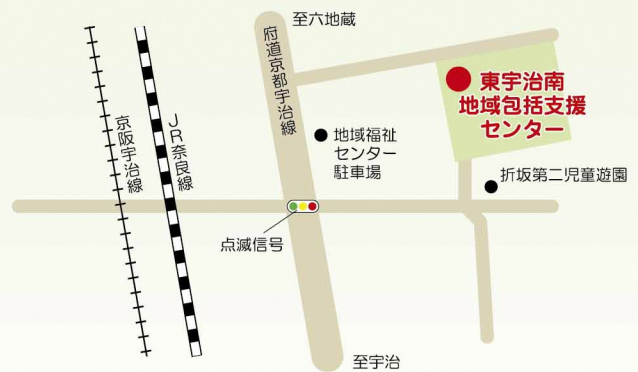 至六地蔵
府道京都宇治線
京阪宇治線
JR奈良線
東宇治南
地域包括支援
センター
地域福祉
センター
駐車場
折坂第二児童遊園
点滅信号
至宇治